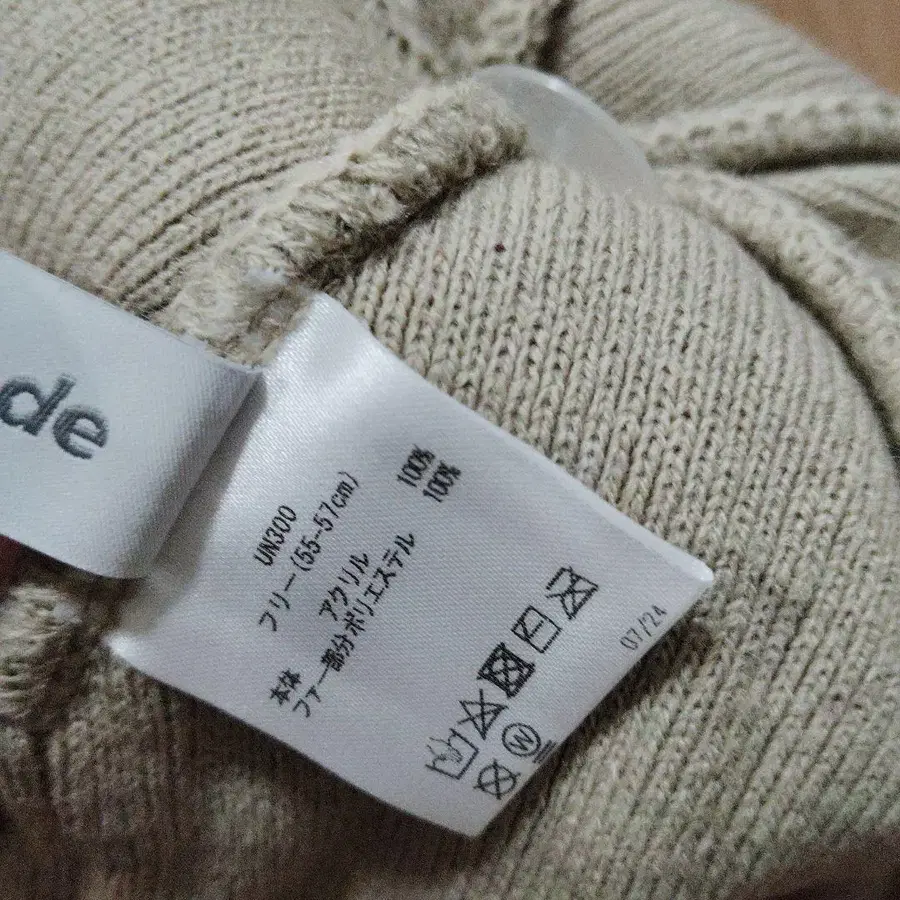 de
UN300
フリー(55-57cm)
本体 アクリル 100%
ファー部分ポリエステル 100%
W
07/24